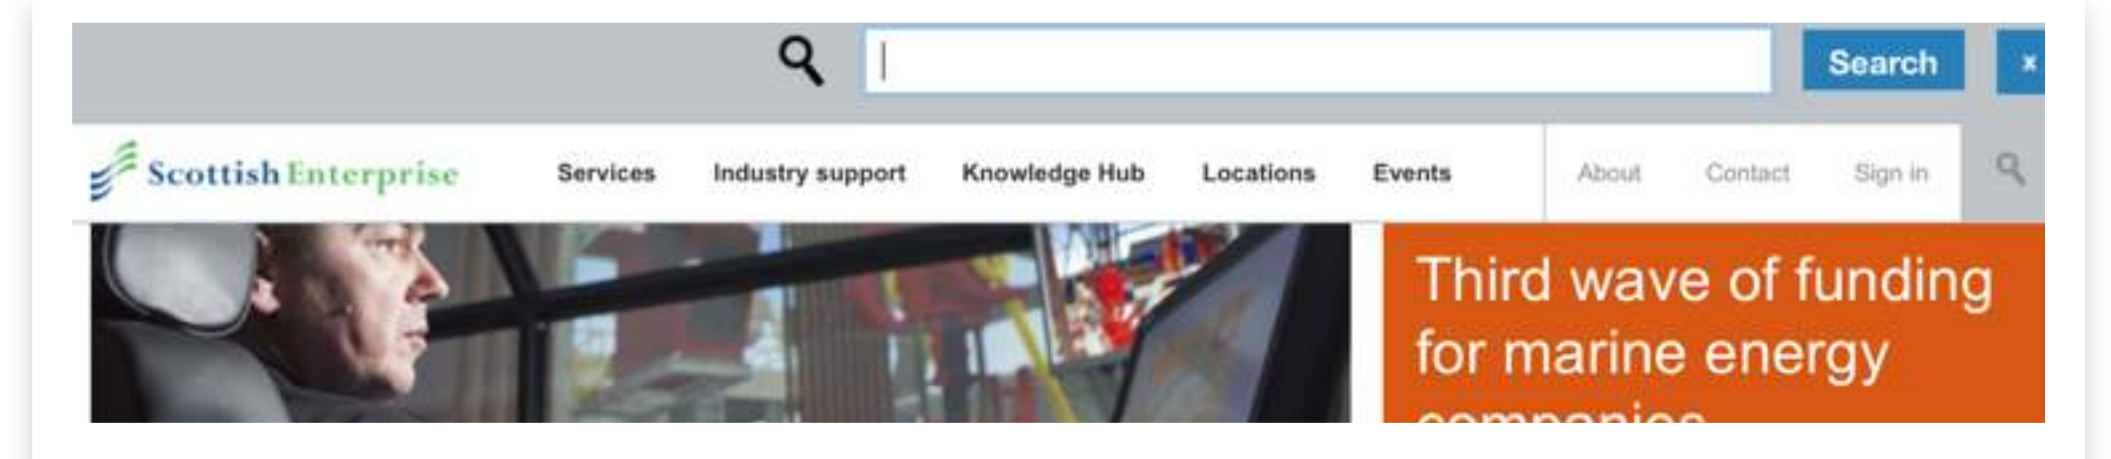 Search
x
Scottish Enterprise
Services Industry support Knowledge Hub Locations Events About Contact Sign in
Third wave of funding
for marine energy
companies